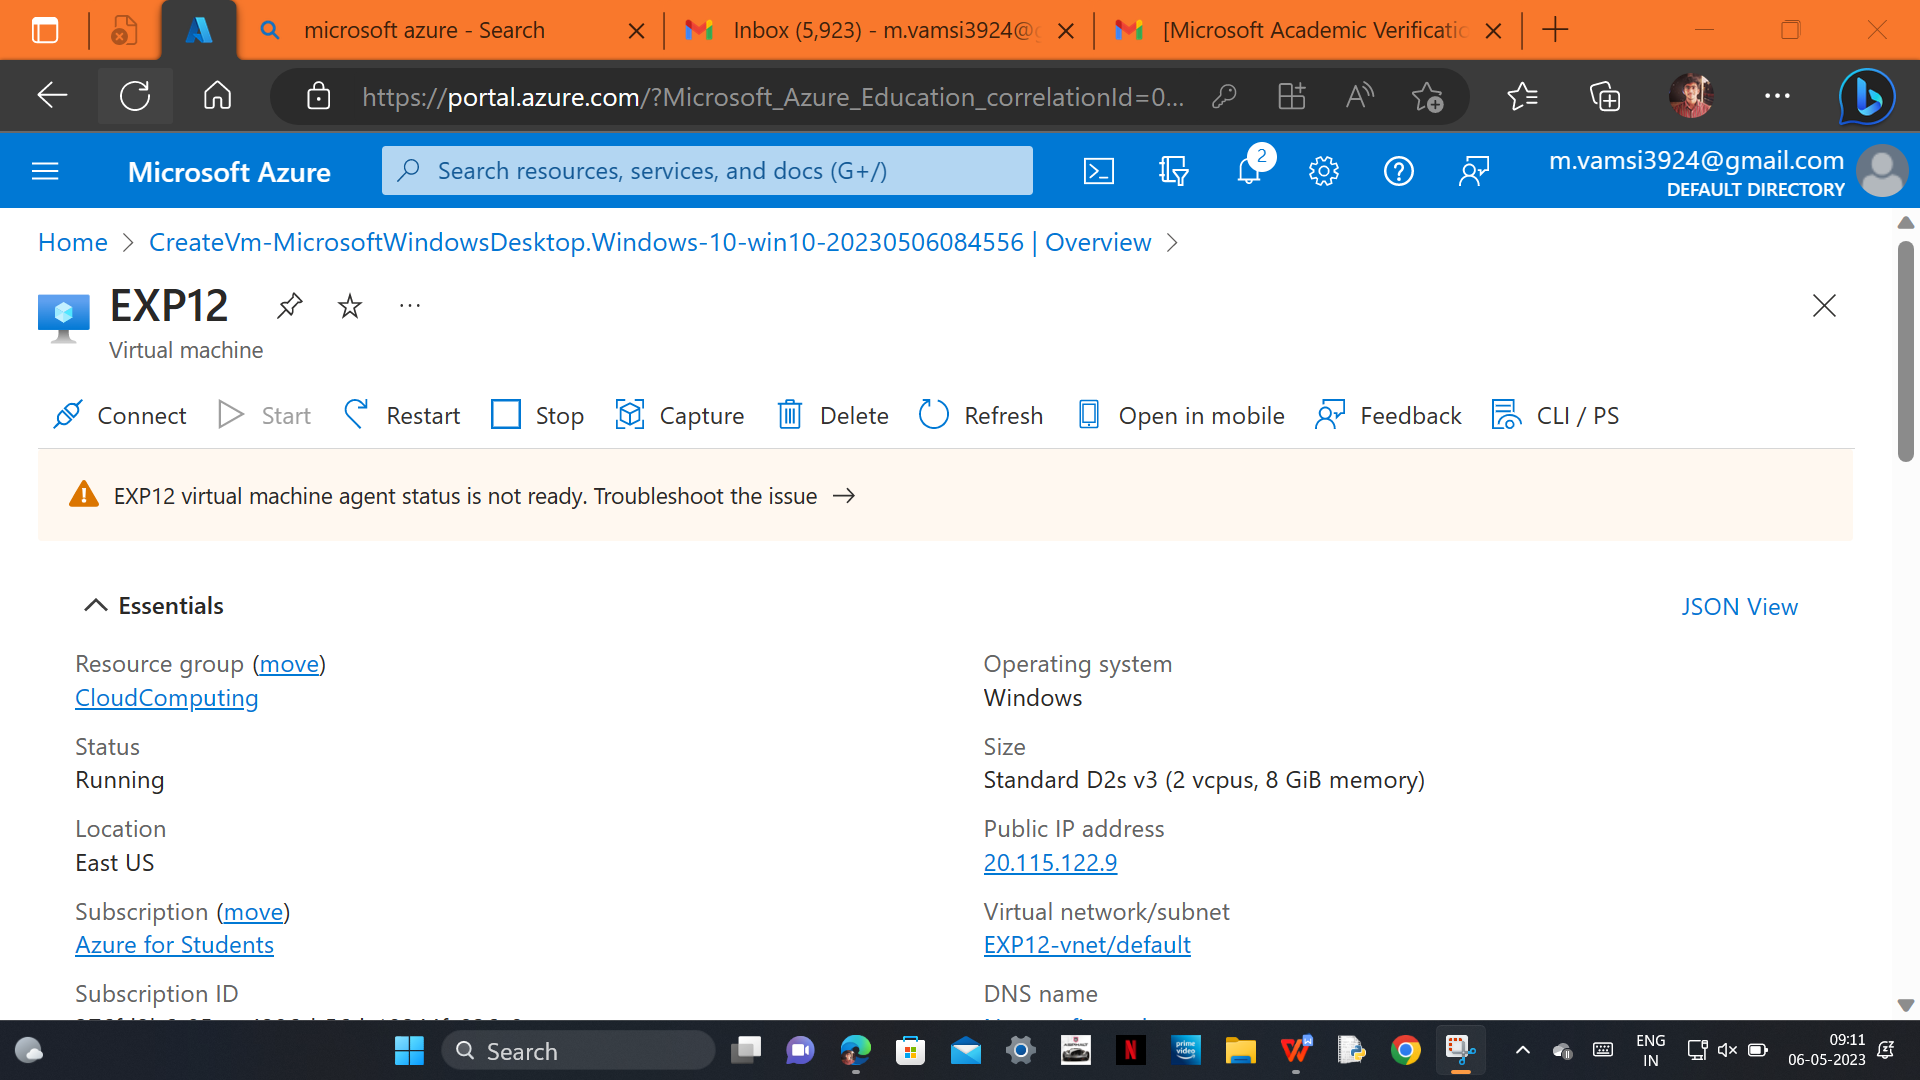 microsoft azure - Search
Inbox (5,923) - m.vamsi3924@g
[Microsoft Academic Verificatio
https://portal.azure.com/?Microsoft_Azure_Education_correlationId=0...
Microsoft Azure
Search resources, services, and docs (G+/)
2
m.vamsi3924@gmail.com
DEFAULT DIRECTORY
Home > CreateVm-MicrosoftWindowsDesktop.Windows-10-win10-20230506084556 | Overview >
EXP12
Virtual machine
Connect Start Restart Stop Capture Delete Refresh Open in mobile Feedback CLI / PS
EXP12 virtual machine agent status is not ready. Troubleshoot the issue →
Essentials
JSON View
Resource group (move)
CloudComputing
Status
Running
Location
East US
Subscription (move)
Azure for Students
Subscription ID
Operating system
Windows
Size
Standard D2s v3 (2 vcpus, 8 GiB memory)
Public IP address
20.115.122.9
Virtual network/subnet
EXP12-vnet/default
DNS name
Search
prime video
ENG
IN
09:11
06-05-2023